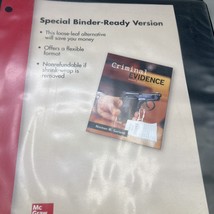 Special Binder-Ready Version
• This loose leaf alternative
will save you money
• Offers a flexible
format
• Nonrefundable if
shrink-wrap is
removed
Criminal
EVIDENCE
Mc
Graw